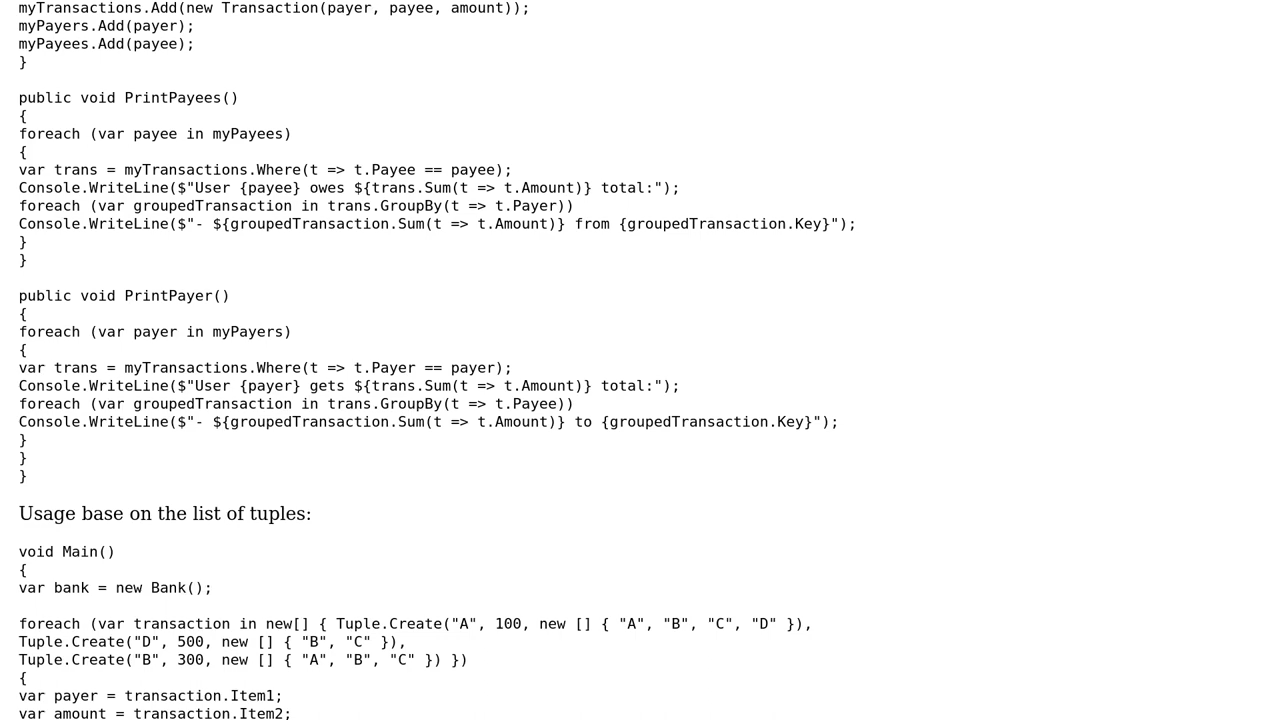 myTransactions.Add(new Transaction(payer, payee, amount));
myPayers.Add(payer);
myPayees.Add(payee);
}

public void PrintPayees()
{
foreach (var payee in myPayees)
{
var trans = myTransactions.Where(t => t.Payee == payee);
Console.WriteLine($"User {payee} owes ${trans.Sum(t => t.Amount)} total:");
foreach (var groupedTransaction in trans.GroupBy(t => t.Payer))
Console.WriteLine($"- ${groupedTransaction.Sum(t => t.Amount)} from {groupedTransaction.Key}");
}
}

public void PrintPayer()
{
foreach (var payer in myPayers)
{
var trans = myTransactions.Where(t => t.Payer == payer);
Console.WriteLine($"User {payer} gets ${trans.Sum(t => t.Amount)} total:");
foreach (var groupedTransaction in trans.GroupBy(t => t.Payee))
Console.WriteLine($"- ${groupedTransaction.Sum(t => t.Amount)} to {groupedTransaction.Key}");
}
}
}

Usage base on the list of tuples:

void Main()
{
var bank = new Bank();

foreach (var transaction in new[] { Tuple.Create("A", 100, new [] { "A", "B", "C", "D" }),
Tuple.Create("D", 500, new [] { "B", "C" }),
Tuple.Create("B", 300, new [] { "A", "B", "C" }) })
{
var payer = transaction.Item1;
var amount = transaction.Item2;